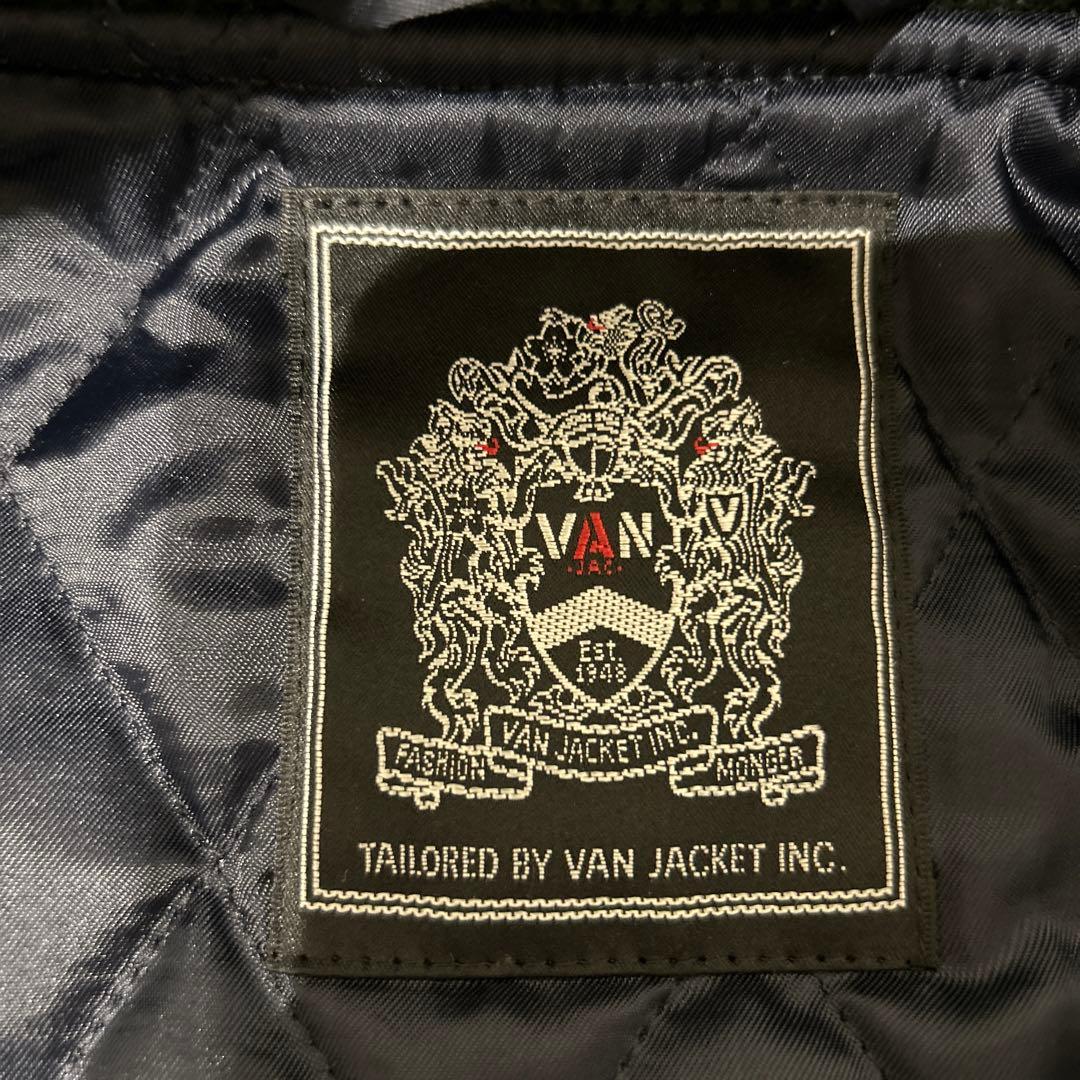 VAN
·JAC·
V
Est.
1948
VAN JACKET INC.
FASHION MONGER
TAILORED BY VAN JACKET INC.